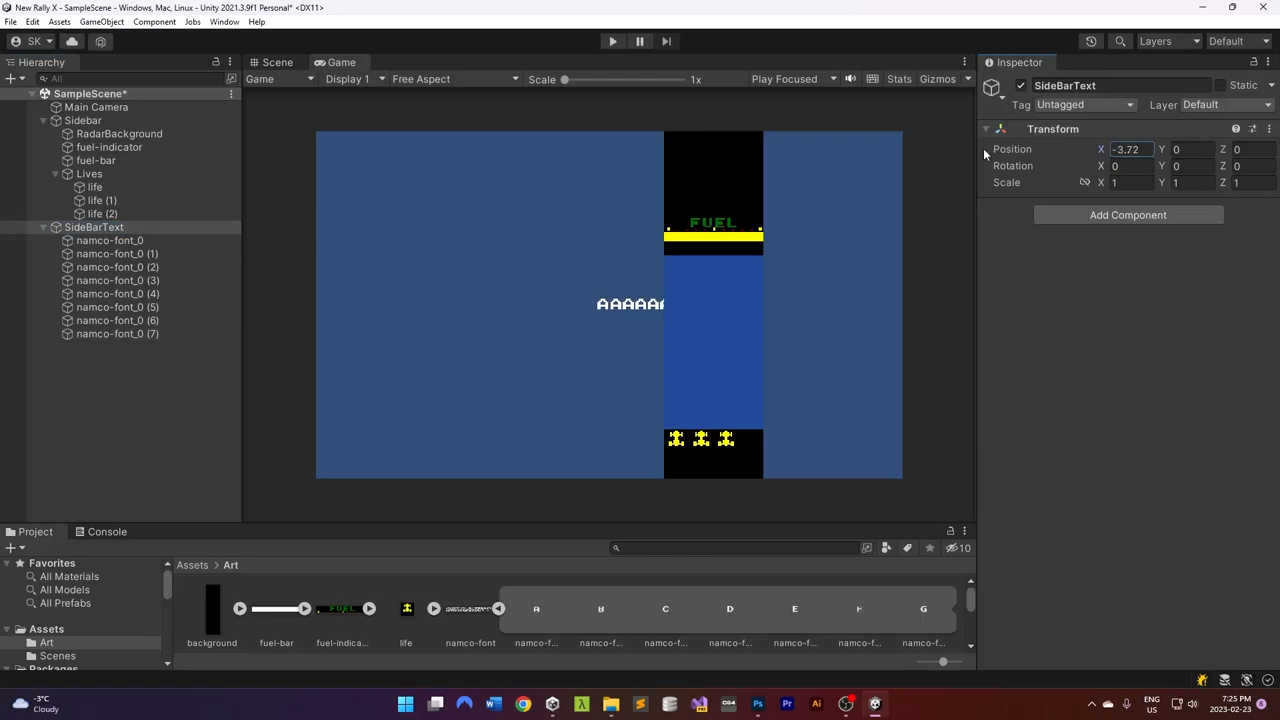 New Rally X - SampleScene - Windows, Mac, Linux - Unity 2021.3.9f1 Personal* <DX11>
File Edit Assets GameObject Component Jobs Window Help
SK Layers Default
Hierarchy Scene Game Inspector
All Game Display 1 Free Aspect Scale 1x Play Focused Stats Gizmos
SampleScene*
Main Camera
Sidebar
RadarBackground
fuel-indicator
fuel-bar
Lives
life
life (1)
life (2)
SideBarText
namco-font_0
namco-font_0 (1)
namco-font_0 (2)
namco-font_0 (3)
namco-font_0 (4)
namco-font_0 (5)
namco-font_0 (6)
namco-font_0 (7)
FUEL
AAAAAA
SideBarText Static
Tag Untagged Layer Default
Transform
Position X -3.72 Y 0 Z 0
Rotation X 0 Y 0 Z 0
Scale X 1 Y 1 Z 1
Add Component
Project Console
10
Favorites
All Materials
All Models
All Prefabs
Assets
Art
Scenes
Packages
Assets > Art
FUEL A B C D E F G
background fuel-bar fuel-indica... life namco-font namco-f... namco-f... namco-f... namco-f... namco-f... namco-f... namco-f...
-3°C
Cloudy
ENG
US
7:25 PM
2023-02-23